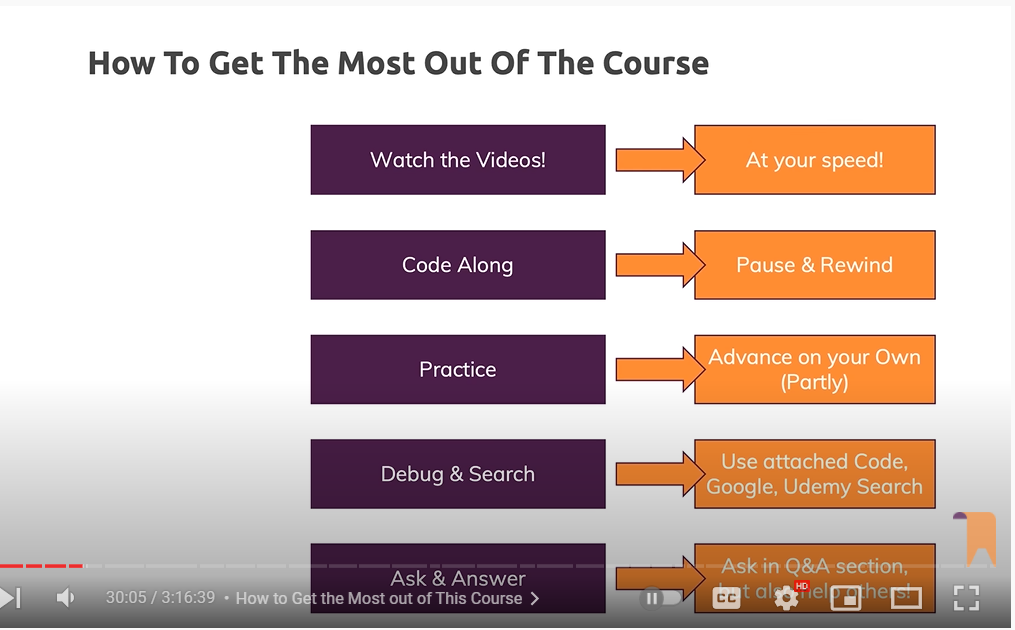 How To Get The Most Out Of The Course
Watch the Videos!
At your speed!
Code Along
Pause & Rewind
Practice
Advance on your Own
(Partly)
Debug & Search
Use attached Code,
Google, Udemy Search
Ask & Answer
Ask in Q&A section,
but also help others!
30:05 / 3:16:39 • How to Get the Most out of This Course
CC
HD